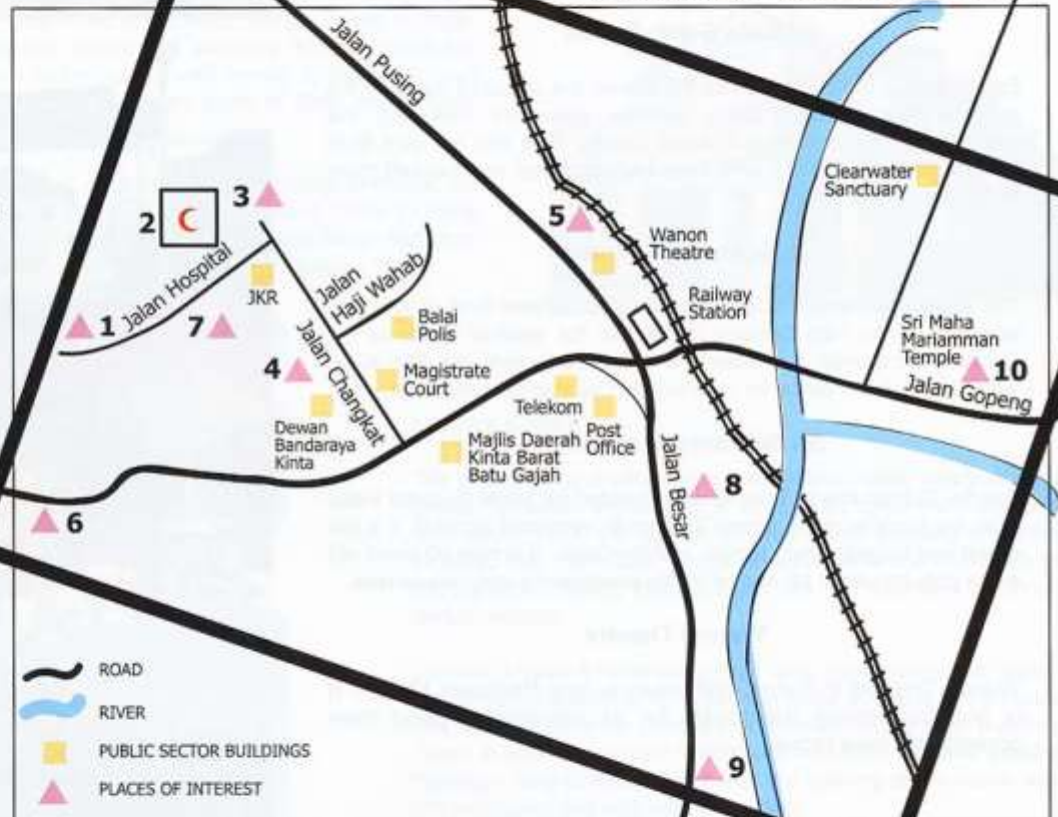 Jalan Pusing
Clearwater
Sanctuary
3
2
5
Wanon
Theatre
Jalan Hospital
JKR
Jalan
Haji Wahab
Railway
Station
1
7
Balai
Polis
Sri Maha
Mariamman
Temple
10
4
Jalan Changkat
Magistrate
Court
Jalan Gopeng
Telekom
Post
Office
Dewan
Bandaraya
Kinta
Majlis Daerah
Kinta Barat
Batu Gajah
Jalan Besar
8
6
9
ROAD
RIVER
PUBLIC SECTOR BUILDINGS
PLACES OF INTEREST